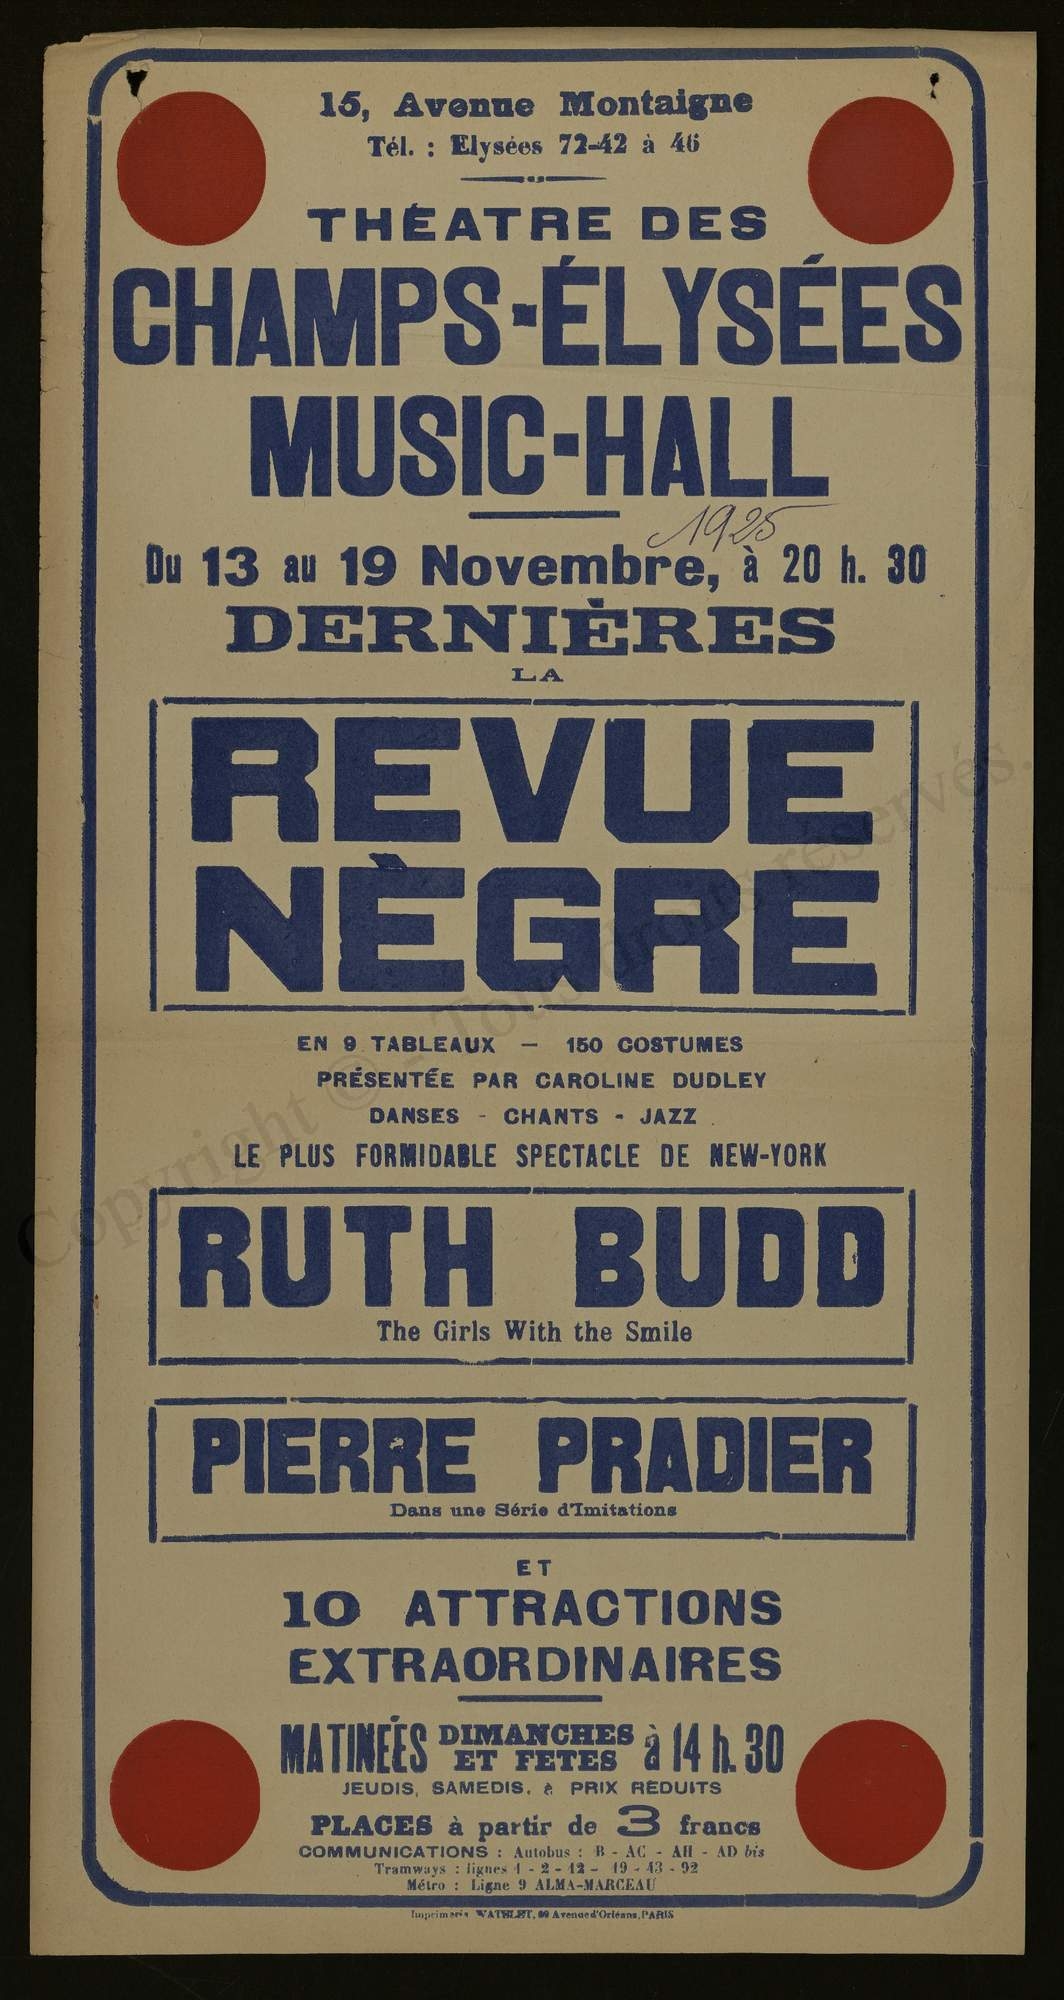 15, Avenue Montaigne
Tél. : Elysées 72-42 à 46
THÉATRE DES
CHAMPS-ÉLYSÉES
MUSIC-HALL
1925
Du 13 au 19 Novembre, à 20 h. 30
DERNIÈRES
LA
REVUE
NÈGRE
EN 9 TABLEAUX — 150 COSTUMES
PRÉSENTÉE PAR CAROLINE DUDLEY
DANSES - CHANTS - JAZZ
LE PLUS FORMIDABLE SPECTACLE DE NEW-YORK
RUTH BUDD
The Girls With the Smile
PIERRE PRADIER
Dans une Série d'Imitations
ET
10 ATTRACTIONS
EXTRAORDINAIRES
MATINÉES DIMANCHES ET FETES à 14 h. 30
JEUDIS, SAMEDIS, à PRIX RÉDUITS
PLACES à partir de 3 francs
COMMUNICATIONS : Autobus : B - AC - AH - AD bis
Tramways : lignes 1 - 2 - 12 - 19 - 43 - 92
Métro : Ligne 9 ALMA-MARCEAU
Imprimerie WATELET, 99 Avenue d'Orléans, PARIS
Copyright © - Tous droits réservés.